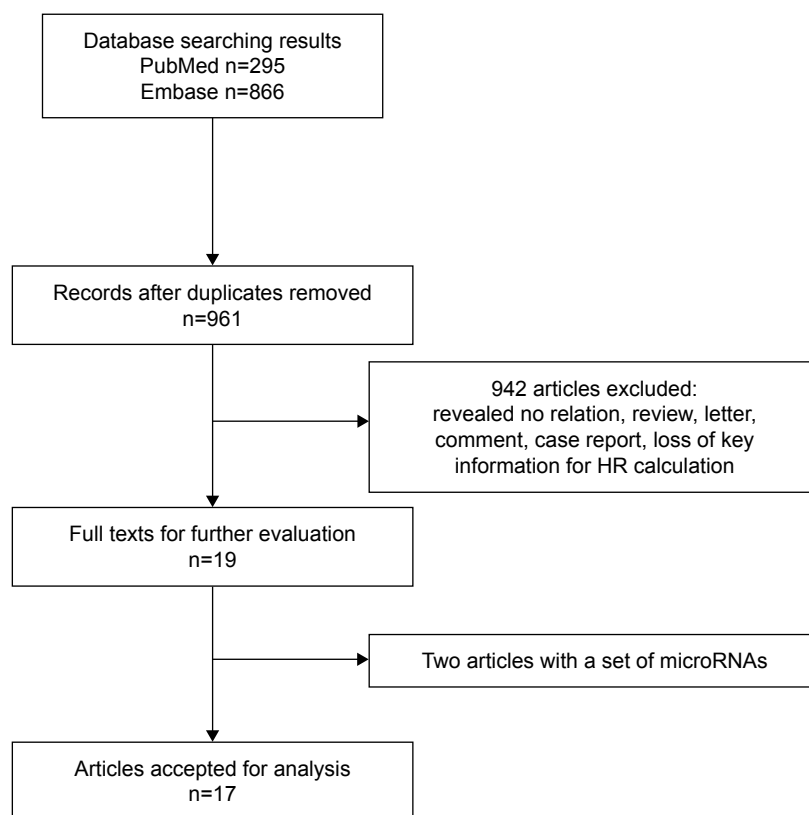 Database searching results
PubMed n=295
Embase n=866
Records after duplicates removed
n=961
942 articles excluded:
revealed no relation, review, letter,
comment, case report, loss of key
information for HR calculation
Full texts for further evaluation
n=19
Two articles with a set of microRNAs
Articles accepted for analysis
n=17